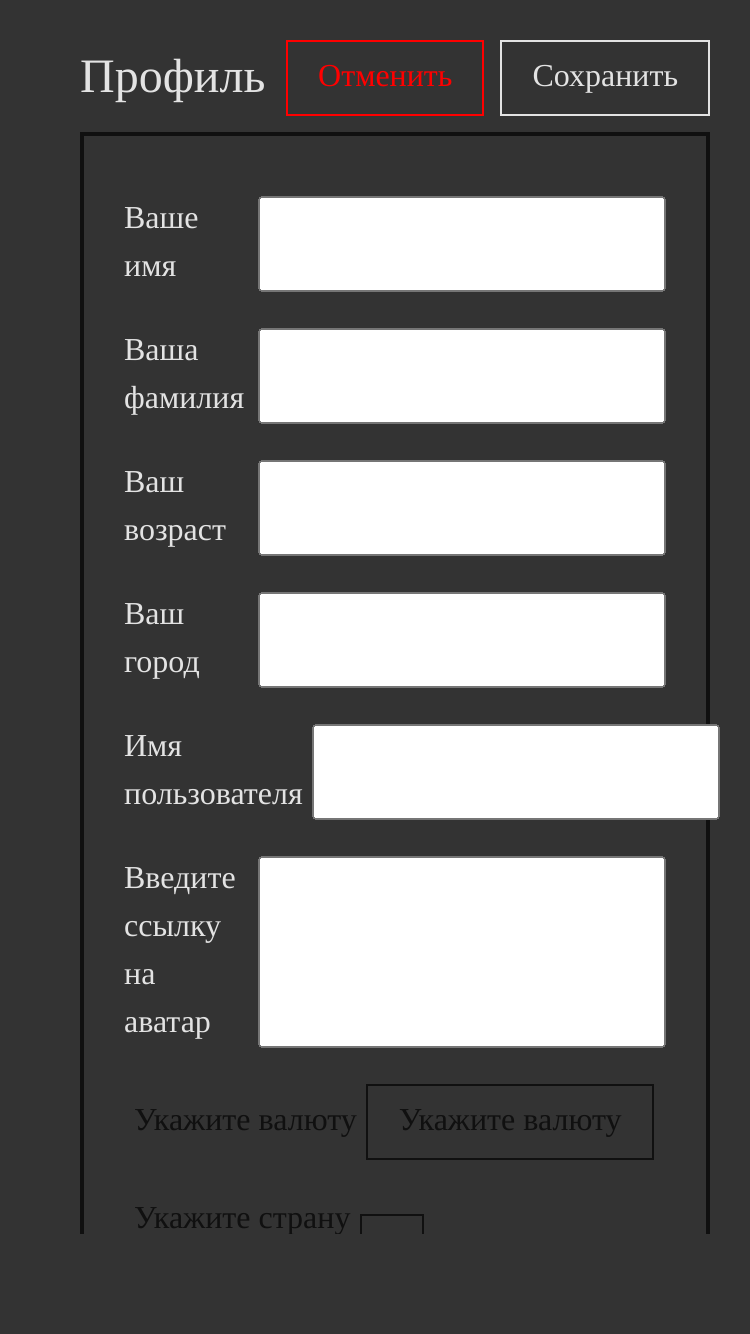 Профиль Отменить Сохранить
Ваше
имя
Ваша
фамилия
Ваш
возраст
Ваш
город
Имя
пользователя
Введите
ссылку
на
аватар
Укажите валюту Укажите валюту
Укажите страну